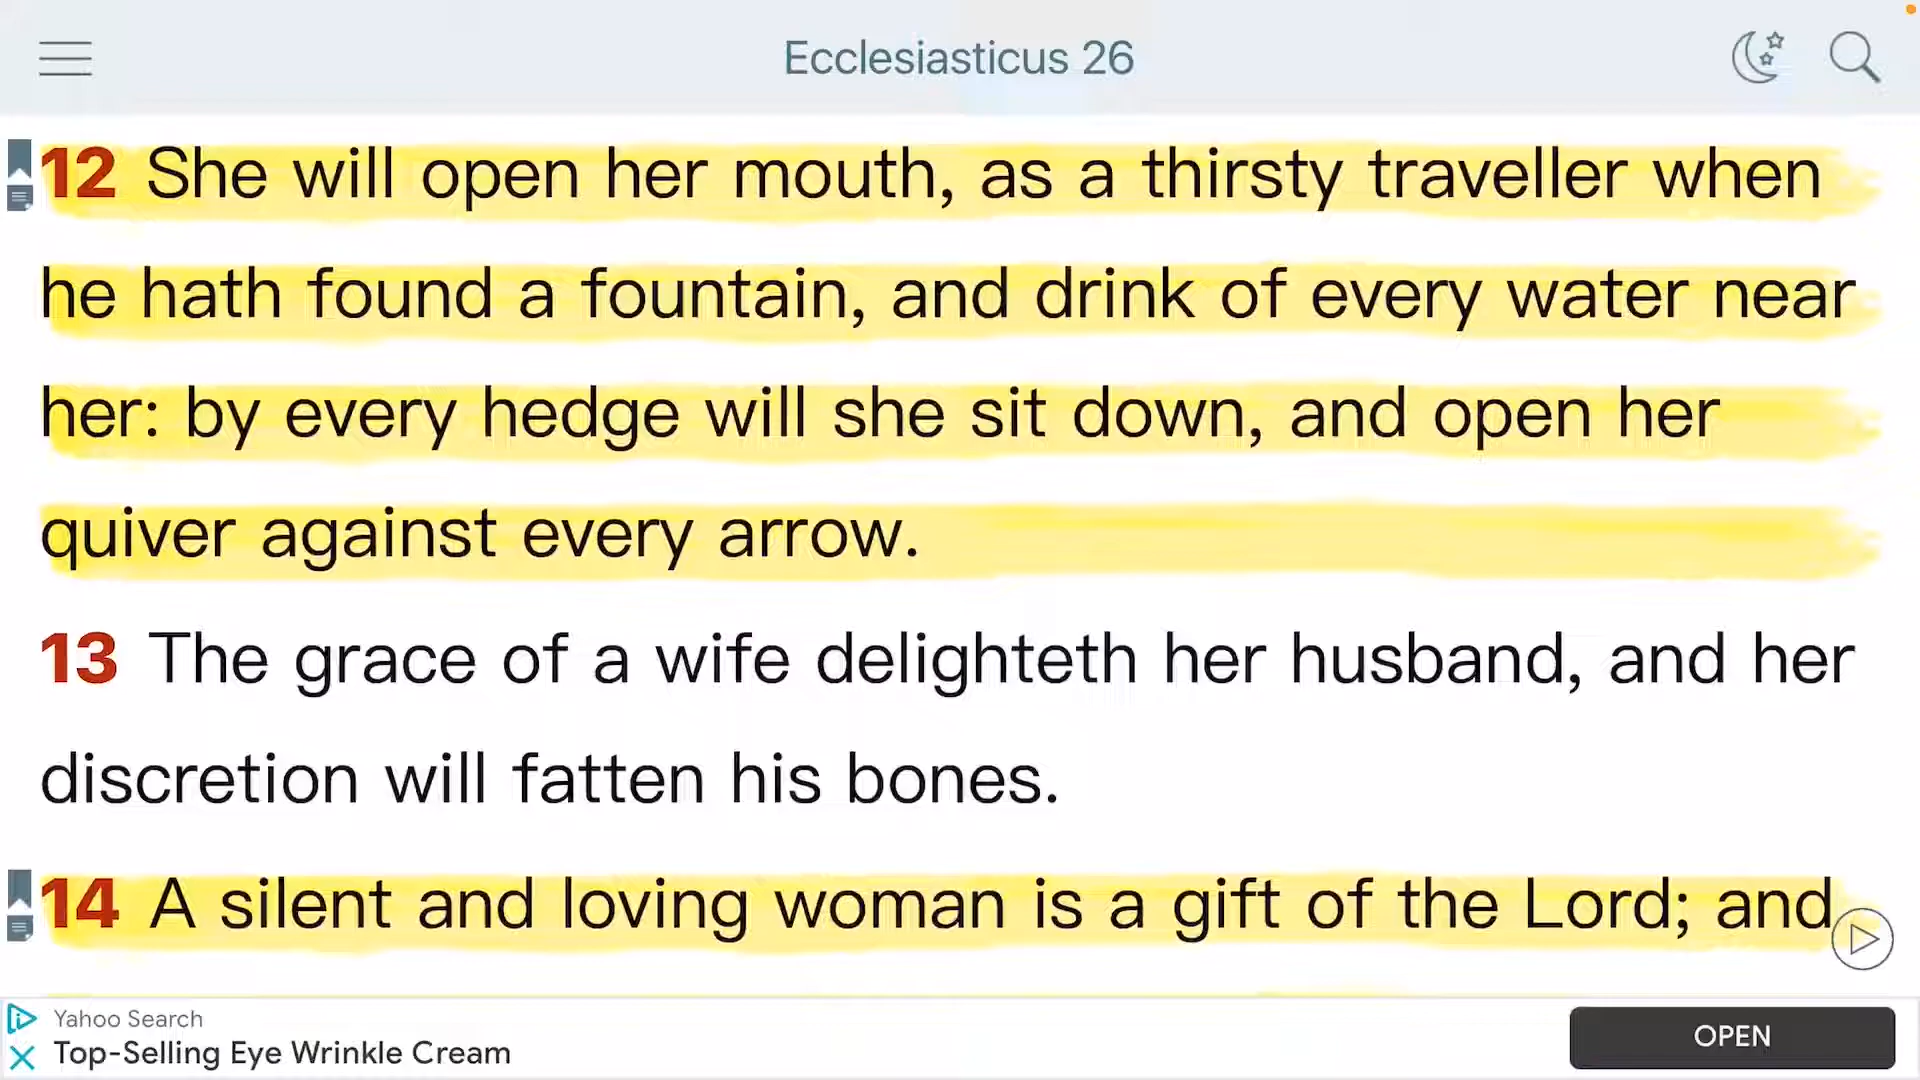 Ecclesiasticus 26
12 She will open her mouth, as a thirsty traveller when
he hath found a fountain, and drink of every water near
her: by every hedge will she sit down, and open her
quiver against every arrow.
13 The grace of a wife delighteth her husband, and her
discretion will fatten his bones.
14 A silent and loving woman is a gift of the Lord; and
Yahoo Search
Top-Selling Eye Wrinkle Cream
OPEN